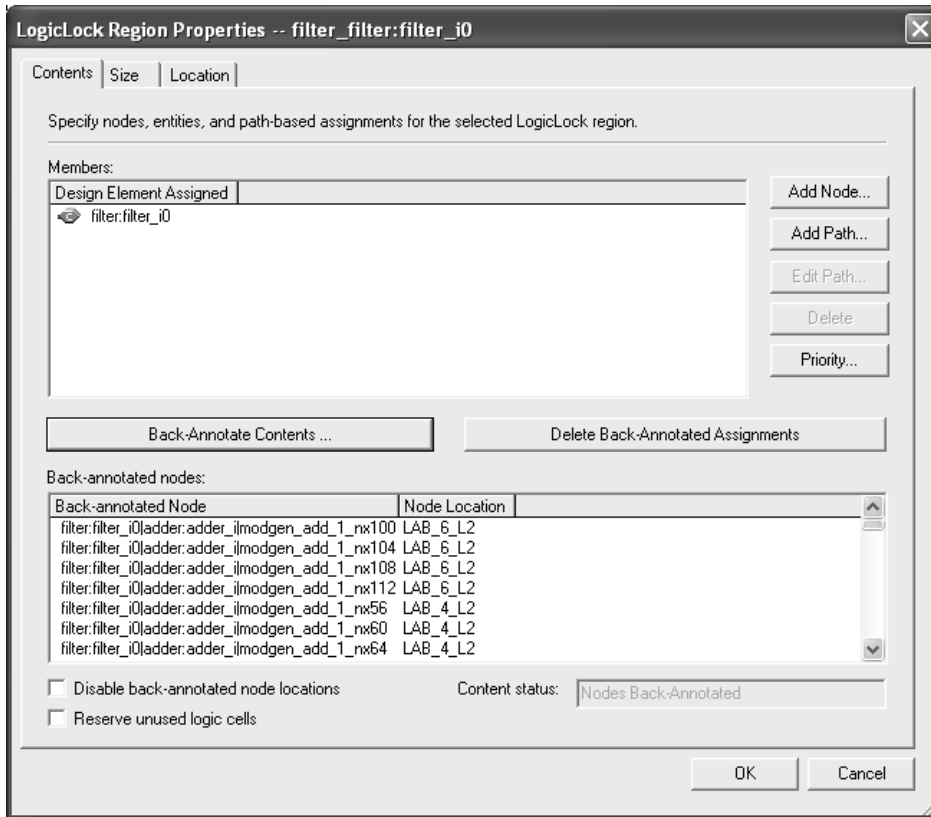 LogicLock Region Properties -- filter_filter:filter_i0
Contents Size Location
Specify nodes, entities, and path-based assignments for the selected LogicLock region.
Members:
Design Element Assigned
filter:filter_i0
Add Node...
Add Path...
Edit Path...
Delete
Priority...
Back-Annotate Contents ... Delete Back-Annotated Assignments
Back-annotated nodes:
Back-annotated Node Node Location
filter:filter_i0|adder:adder_i|modgen_add_1_nx100 LAB_6_L2
filter:filter_i0|adder:adder_i|modgen_add_1_nx104 LAB_6_L2
filter:filter_i0|adder:adder_i|modgen_add_1_nx108 LAB_6_L2
filter:filter_i0|adder:adder_i|modgen_add_1_nx112 LAB_6_L2
filter:filter_i0|adder:adder_i|modgen_add_1_nx56 LAB_4_L2
filter:filter_i0|adder:adder_i|modgen_add_1_nx60 LAB_4_L2
filter:filter_i0|adder:adder_i|modgen_add_1_nx64 LAB_4_L2
Disable back-annotated node locations Content status: Nodes Back-Annotated
Reserve unused logic cells
OK Cancel